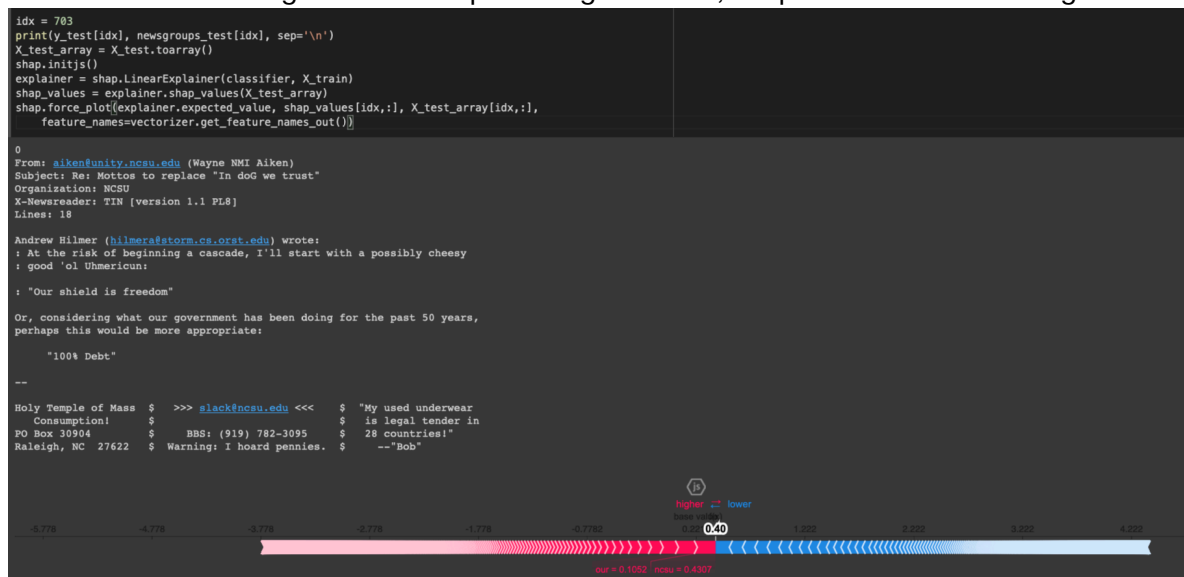 idx = 703
print(y_test[idx], newsgroups_test[idx], sep='\n')
X_test_array = X_test.toarray()
shap.initjs()
explainer = shap.LinearExplainer(classifier, X_train)
shap_values = explainer.shap_values(X_test_array)
shap.force_plot(explainer.expected_value, shap_values[idx,:], X_test_array[idx,:],
feature_names=vectorizer.get_feature_names_out())
0
From: aiken@unity.ncsu.edu (Wayne NMI Aiken)
Subject: Re: Mottos to replace "In doG we trust"
Organization: NCSU
X-Newsreader: TIN [version 1.1 PL8]
Lines: 18
Andrew Hilmer (hilmera@storm.cs.orst.edu) wrote:
: At the risk of beginning a cascade, I'll start with a possibly cheesy
: good 'ol Uhmericun:
: "Our shield is freedom"
Or, considering what our government has been doing for the past 50 years,
perhaps this would be more appropriate:
"100% Debt"
--
Holy Temple of Mass $ >>> slack@ncsu.edu <<< $ "My used underwear
Consumption! $ $ is legal tender in
PO Box 30904 $ BBS: (919) 782-3095 $ 28 countries!"
Raleigh, NC 27622 $ Warning: I hoard pennies. $ --"Bob"
js
higher ⇄ lower
base
-5.778 -4.778 -3.778 -2.778 -1.778 -0.7782 0.40 1.222 2.222 3.222 4.222
our = 0.1052 ncsu = 0.4307